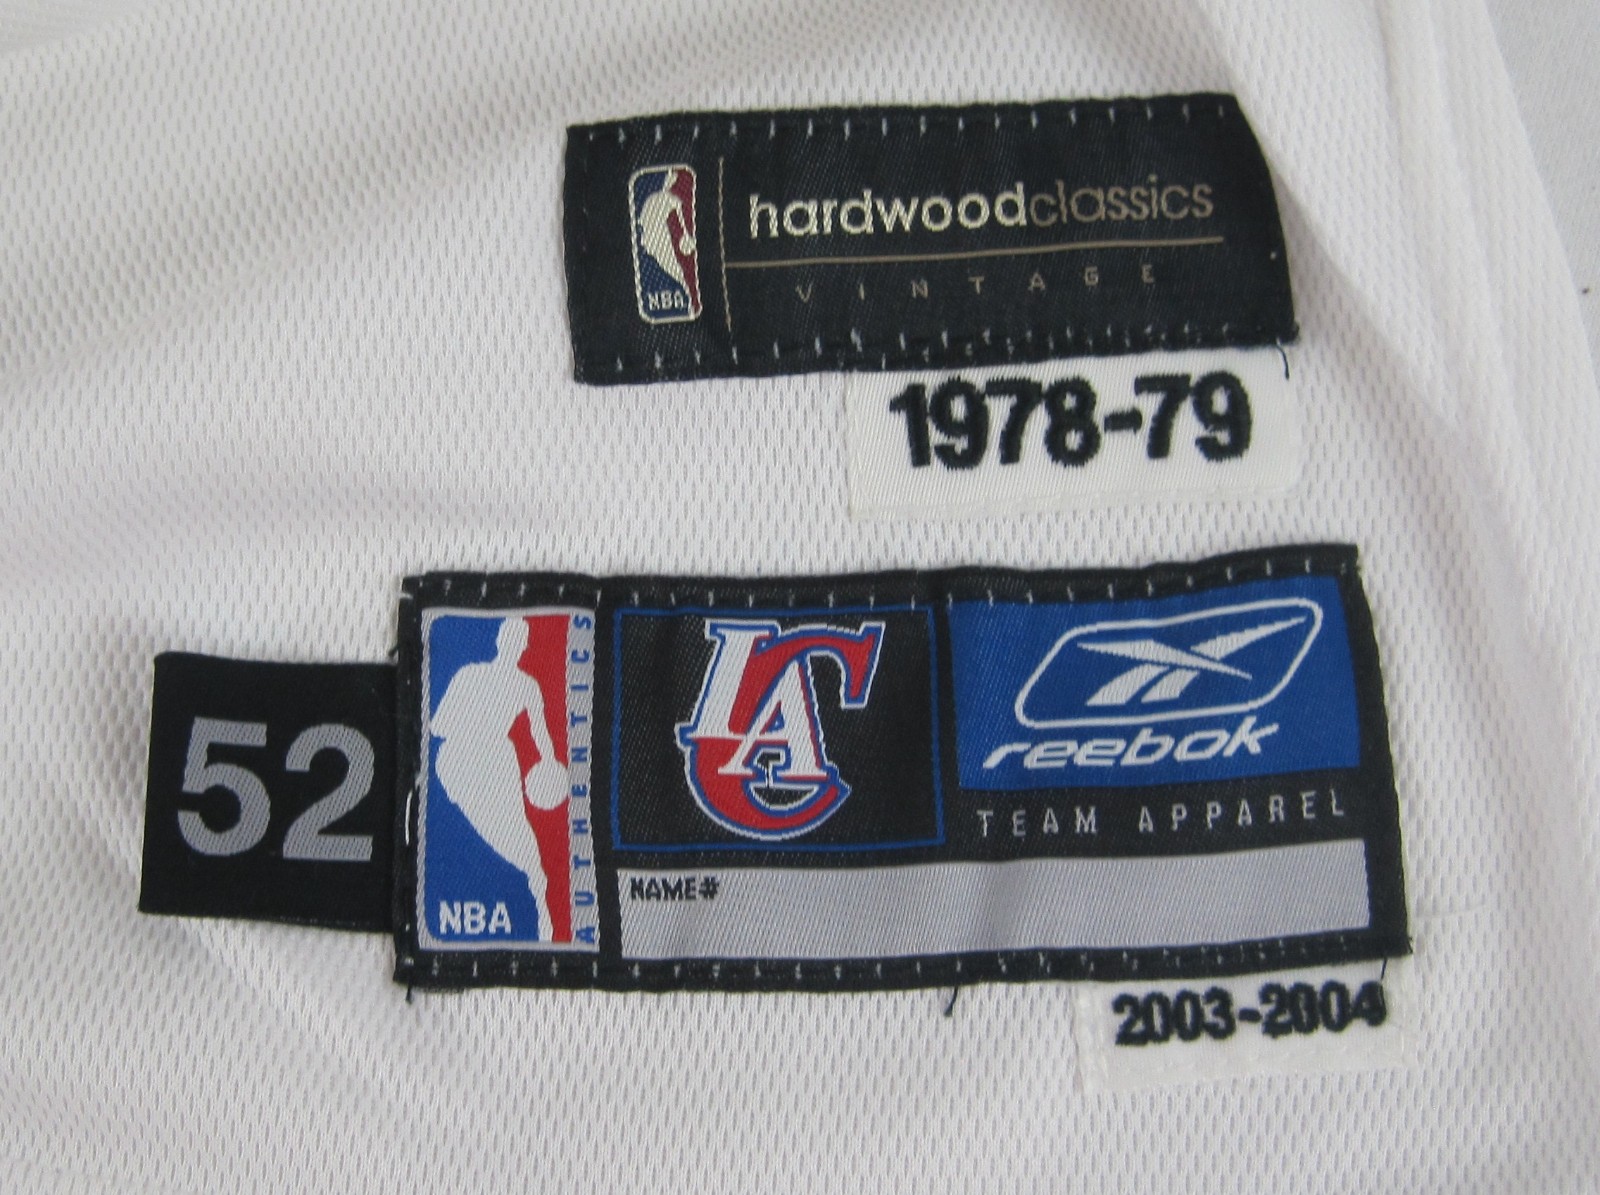 hardwoodclassics
NBA
VINTAGE
1978-79
52
NBA
AUTHENTICS
LAC
reebok
TEAM APPAREL
NAME#
2003-2004